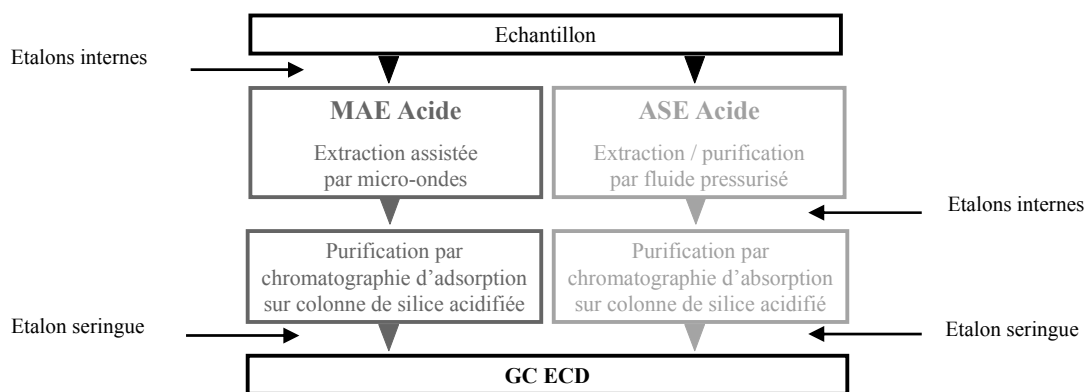 Echantillon
Etalons internes
MAE Acide
Extraction assistée
par micro-ondes
ASE Acide
Extraction / purification
par fluide pressurisé
Etalons internes
Purification par
chromatographie d’adsorption
sur colonne de silice acidifiée
Purification par
chromatographie d’absorption
sur colonne de silice acidifié
Etalon seringue
Etalon seringue
GC ECD